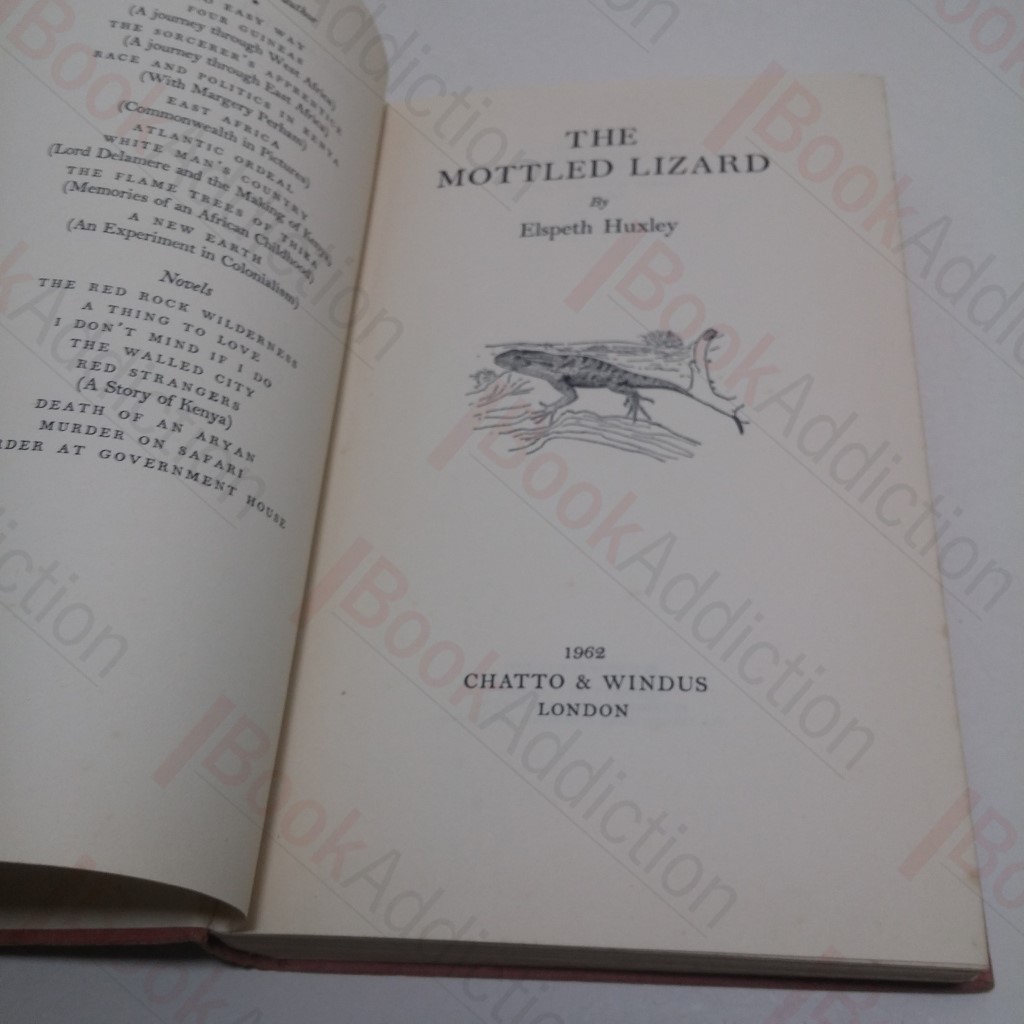 EASY WAY
FOUR GUINEAS
(A journey through West Africa)
THE SORCERER'S APPRENTICE
(A journey through East Africa)
RACE AND POLITICS IN KENYA
(With Margery Perham)
EAST AFRICA
(Commonwealth in Pictures)
ATLANTIC ORDEAL
WHITE MAN'S COUNTRY
(Lord Delamere and the Making of Kenya)
THE FLAME TREES OF THIKA
(Memories of an African Childhood)
A NEW EARTH
(An Experiment in Colonialism)
Novels
THE RED ROCK WILDERNESS
A THING TO LOVE
I DON'T MIND IF I DO
THE WALLED CITY
RED STRANGERS
(A Story of Kenya)
DEATH OF AN ARYAN
MURDER ON SAFARI
RDER AT GOVERNMENT HOUSE
THE
MOTTLED LIZARD
By
Elspeth Huxley
1962
CHATTO & WINDUS
LONDON
BookAddiction